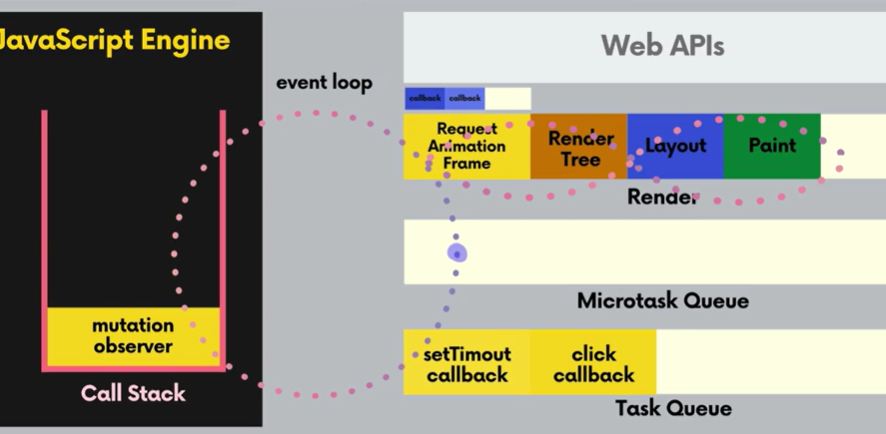 JavaScript Engine
Web APIs
event loop
callback callback
Request
Animation
Frame
Render
Tree
Layout
Paint
Render
Microtask Queue
mutation
observer
Call Stack
setTimout
callback
click
callback
Task Queue